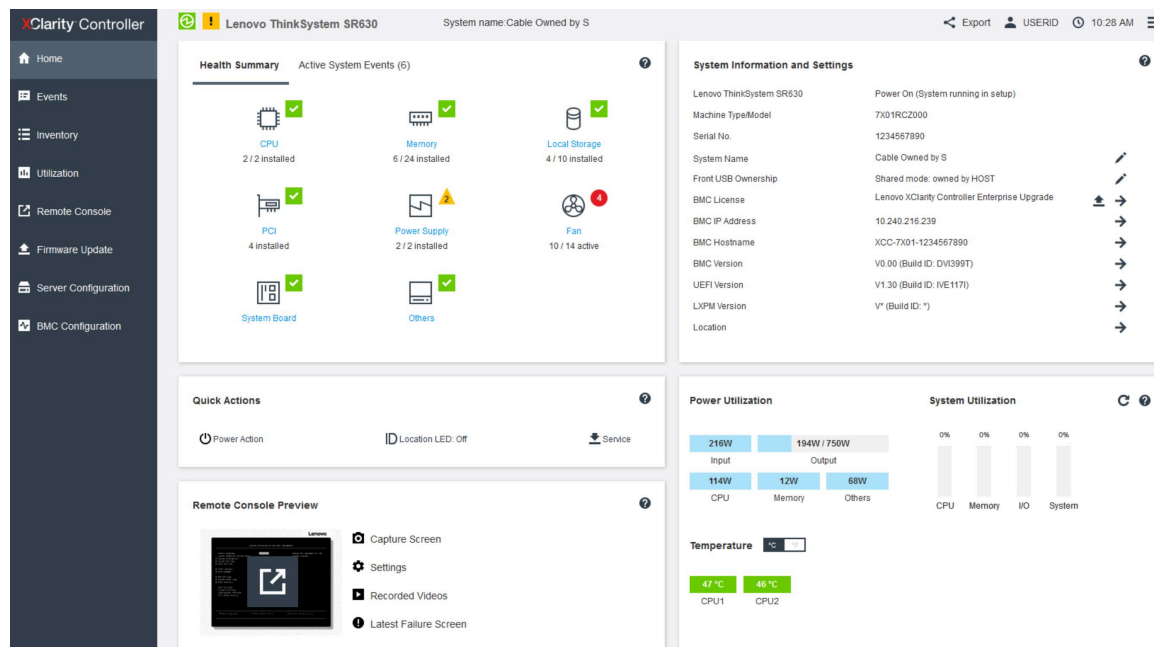 XClarity Controller
! Lenovo ThinkSystem SR630
System name:Cable Owned by S
Export
USERID
10:28 AM
Home
Events
Inventory
Utilization
Remote Console
Firmware Update
Server Configuration
BMC Configuration
Health Summary
Active System Events (6)
CPU
2 / 2 installed
Memory
6 / 24 installed
Local Storage
4 / 10 installed
PCI
4 installed
2
Power Supply
2 / 2 installed
4
Fan
10 / 14 active
System Board
Others
System Information and Settings
Lenovo ThinkSystem SR630 Power On (System running in setup)
Machine Type/Model 7X01RCZ000
Serial No. 1234567890
System Name Cable Owned by S
Front USB Ownership Shared mode: owned by HOST
BMC License Lenovo XClarity Controller Enterprise Upgrade
BMC IP Address 10.240.216.239
BMC Hostname XCC-7X01-1234567890
BMC Version V0.00 (Build ID: DVI399T)
UEFI Version V1.30 (Build ID: IVE117I)
LXPM Version V* (Build ID: *)
Location
Quick Actions
Power Action
ID Location LED: Off
Service
Remote Console Preview
Lenovo
Capture Screen
Settings
Recorded Videos
Latest Failure Screen
Power Utilization
216W 194W / 750W
Input Output
114W 12W 68W
CPU Memory Others
System Utilization
0% 0% 0% 0%
CPU Memory I/O System
Temperature °C °F
47 °C 46 °C
CPU1 CPU2